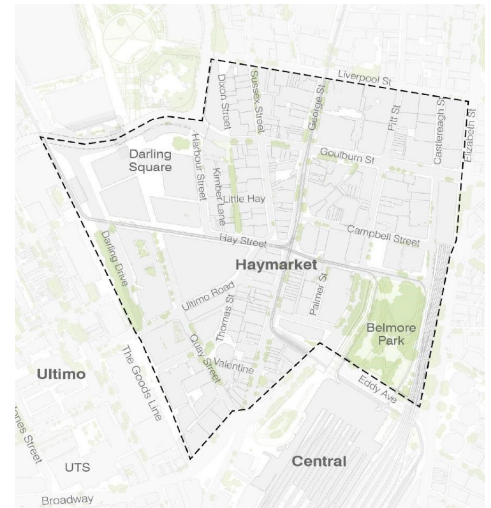 Liverpool St
Dixon Street
Sussex Street
George St
Pitt St
Castlereagh St
Elizabeth St
Goulburn St
Darling
Square
Harbour Street
Kimber Lane
Little Hay
Hay Street
Campbell Street
Haymarket
Darling Drive
Ultimo Road
Thomas St
Palmer St
Belmore
Park
Quay Street
Valentine
The Goods Line
Eddy Ave
Ultimo
Central
Jones Street
UTS
Broadway